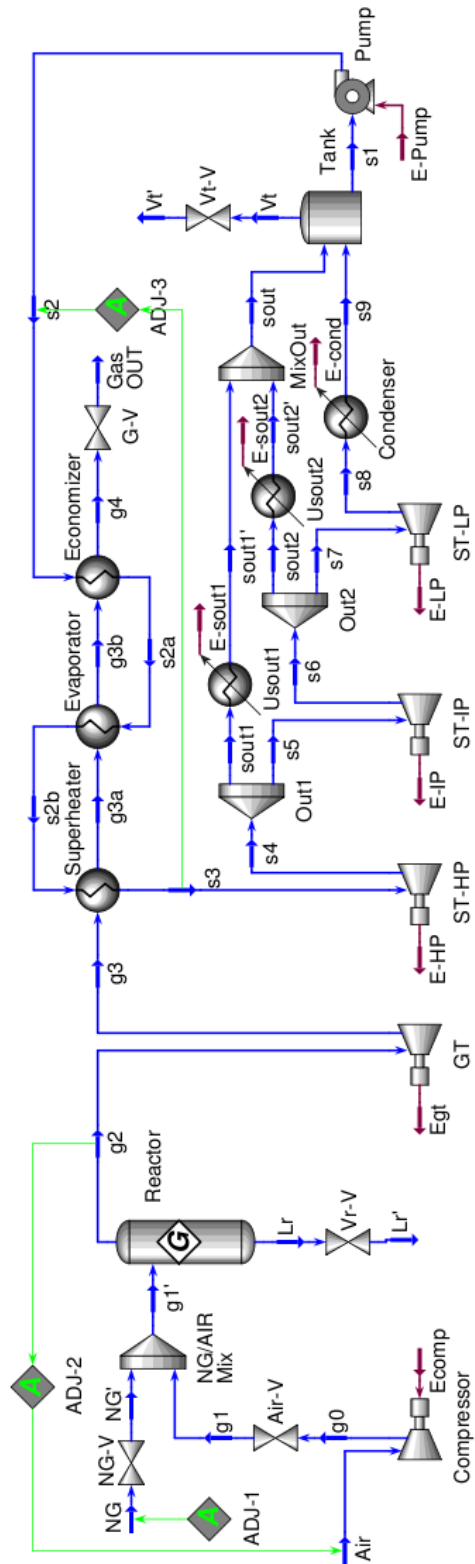 Air
Compressor
Ecomp
g0
Air-V
g1
ADJ-1
NG
NG-V
NG'
NG/AIR
Mix
g1'
ADJ-2
Reactor
G
Lr
Vr-V
Lr'
g2
GT
Egt
g3
Superheater
g3a
s2b
Evaporator
g3b
s2a
Economizer
g4
G-V
Gas
OUT
s2
ADJ-3
s3
ST-HP
E-HP
s4
Out1
sout1
Usout1
E-sout1
sout1'
s5
ST-IP
E-IP
s6
Out2
sout2
Usout2
E-sout2
sout2'
s7
ST-LP
E-LP
s8
Condenser
E-cond
s9
MixOut
sout
Tank
Vt
Vt-V
Vt'
s1
Pump
E-Pump
A
A
A